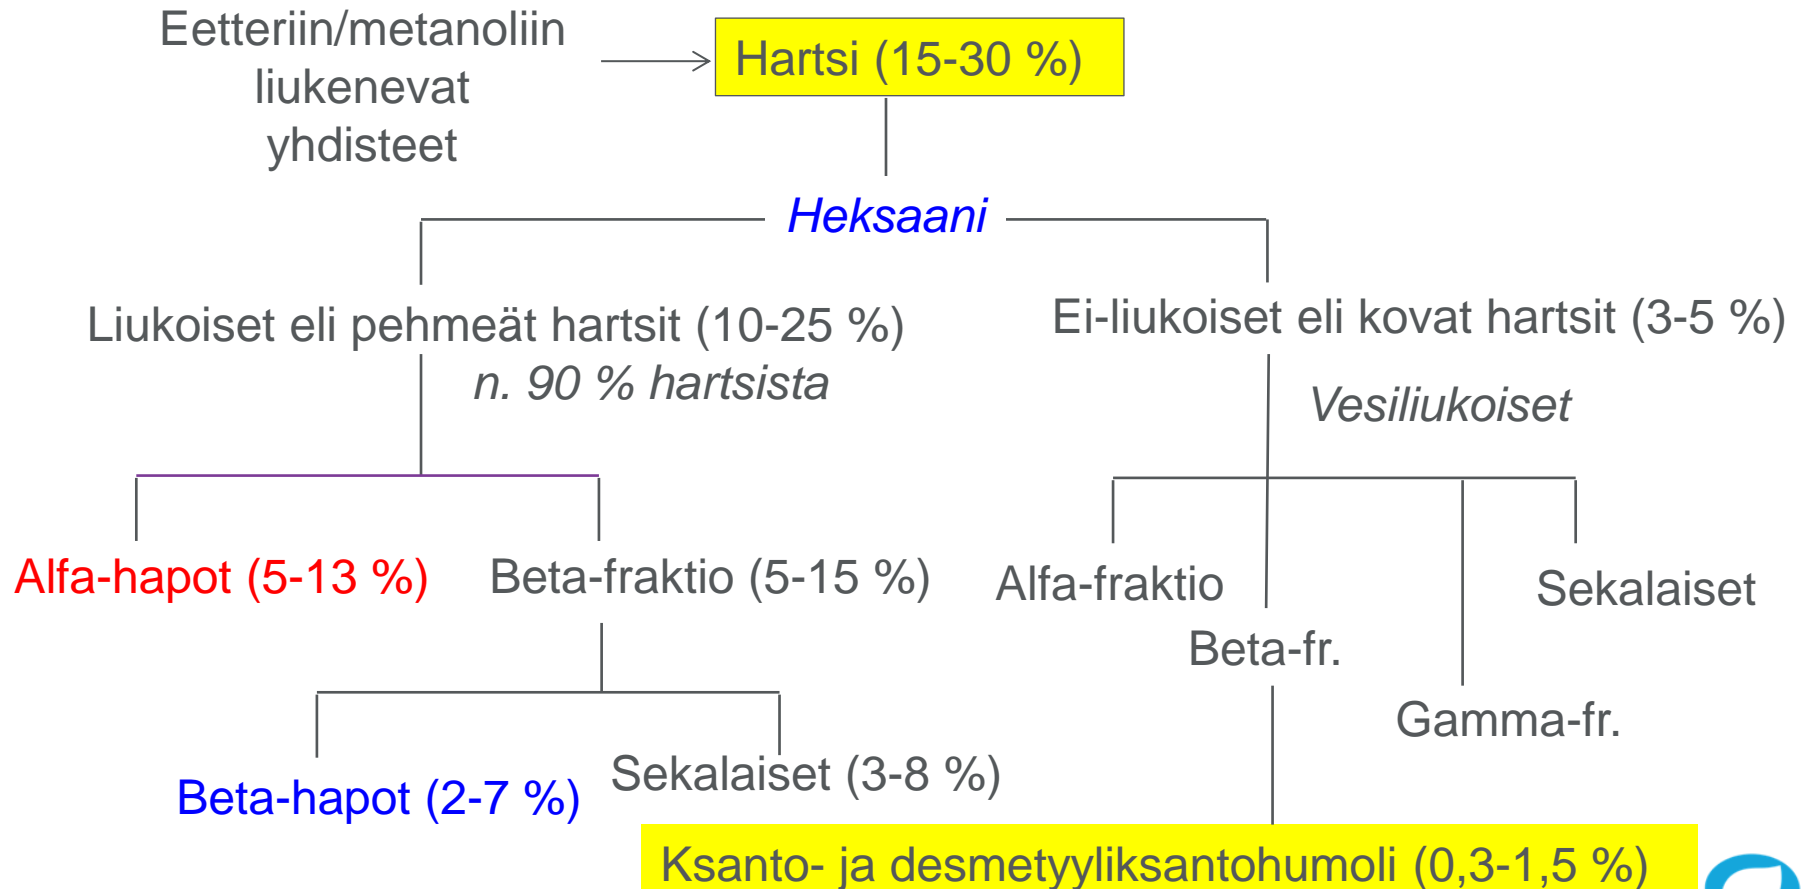 Eetteriin/metanoliin
liukenevat
yhdisteet
Hartsi (15-30 %)
Heksaani
Liukoiset eli pehmeät hartsit (10-25 %)
n. 90 % hartsista
Ei-liukoiset eli kovat hartsit (3-5 %)
Vesiliukoiset
Alfa-hapot (5-13 %)
Beta-fraktio (5-15 %)
Alfa-fraktio
Sekalaiset
Beta-fr.
Gamma-fr.
Beta-hapot (2-7 %)
Sekalaiset (3-8 %)
Ksanto- ja desmetyyliksantohumoli (0,3-1,5 %)